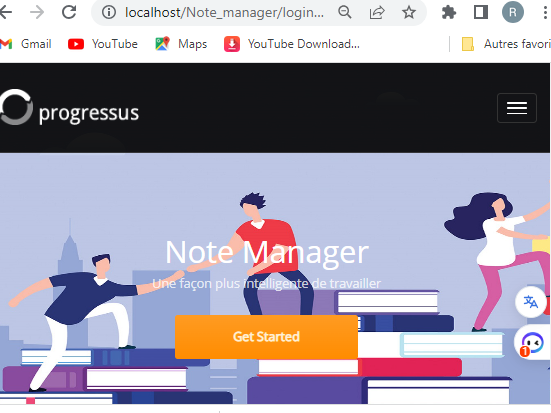 localhost/Note_manager/login...
R
Gmail
YouTube
Maps
YouTube Download...
Autres favori
progressus
Note Manager
Une façon plus intelligente de travailler
Get Started
1